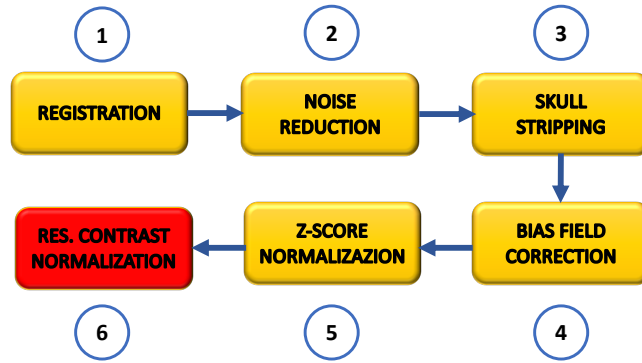 1
2
3
REGISTRATION
NOISE
REDUCTION
SKULL
STRIPPING
RES. CONTRAST
NORMALIZATION
Z-SCORE
NORMALIZAZION
BIAS FIELD
CORRECTION
6
5
4